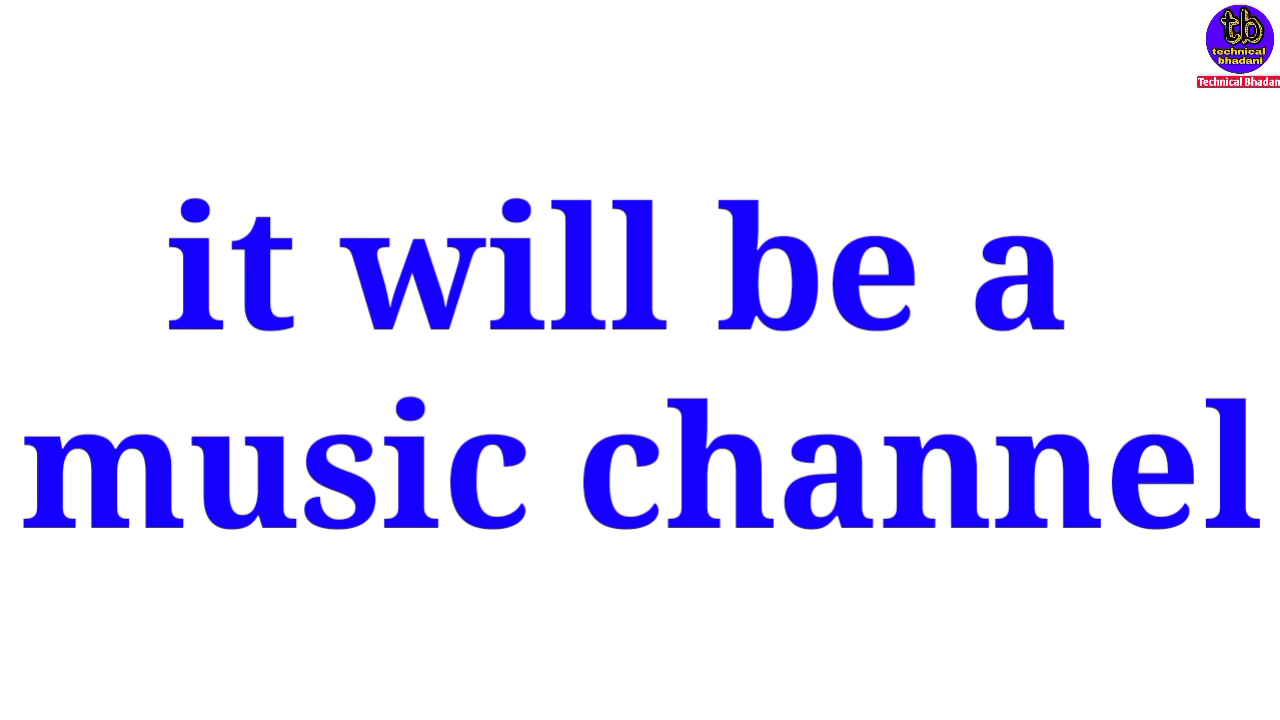 tb
technical
bhadani
Technical Bhadan
it will be a
music channel